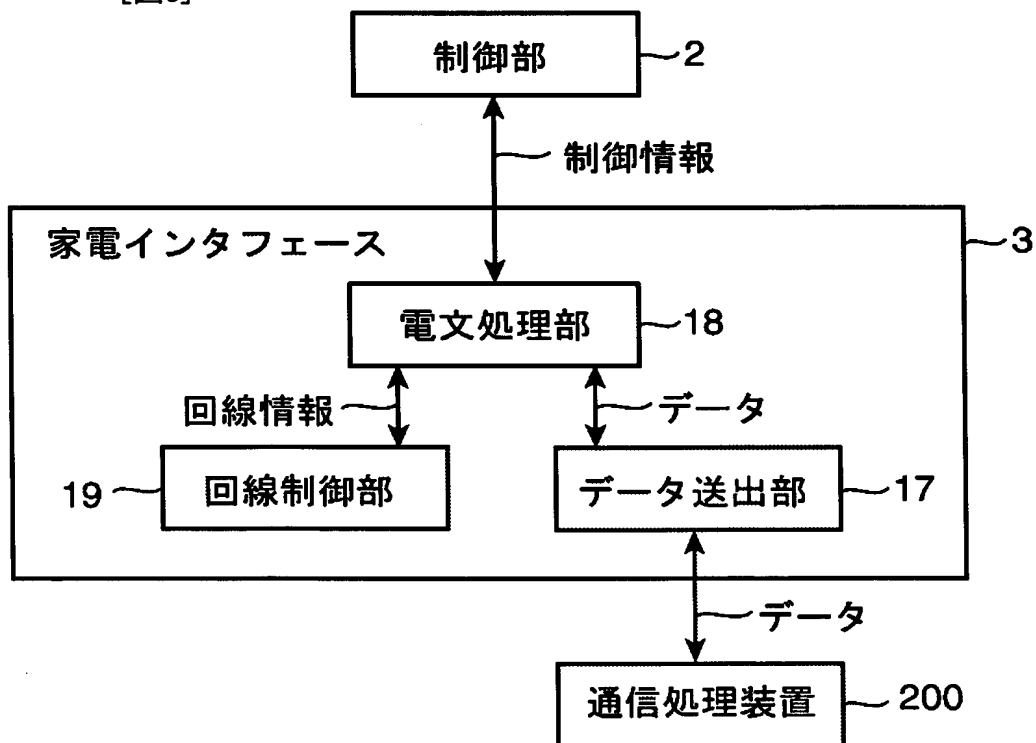 制御部 2
制御情報
家電インタフェース 3
電文処理部 18
回線情報 データ
19 回線制御部 データ送出部 17
データ
通信処理装置 200